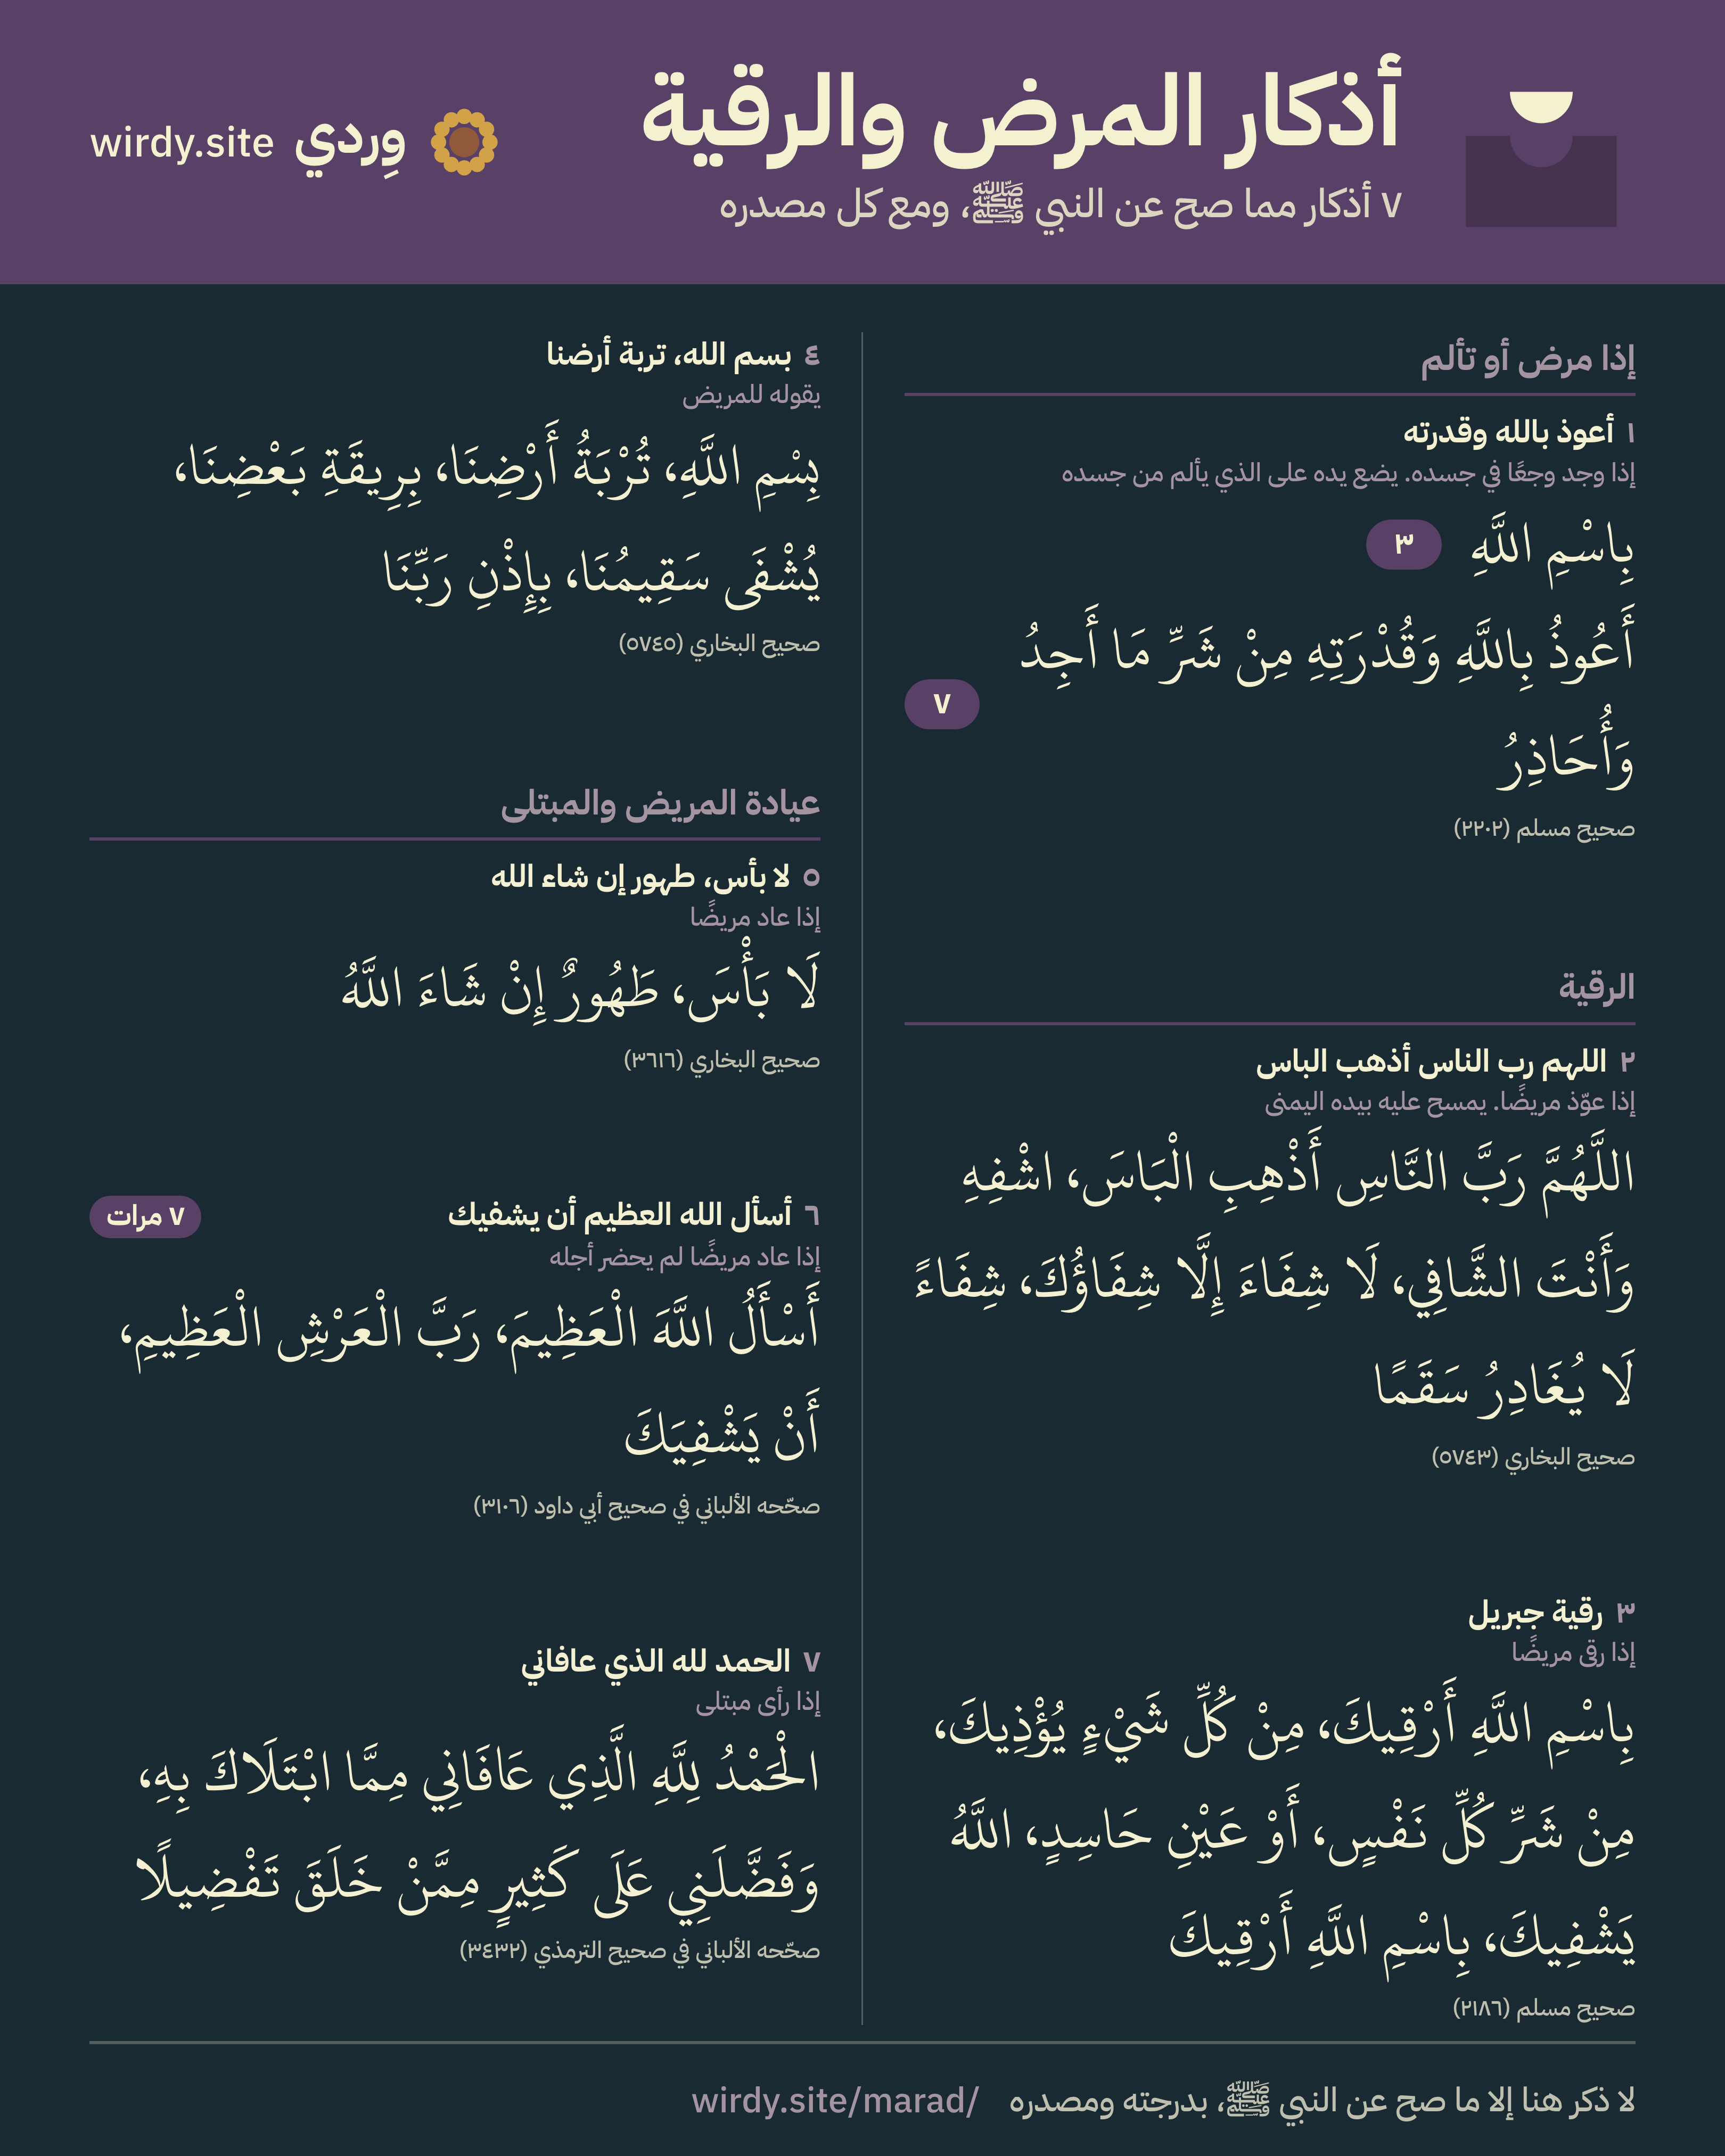 أذكار المرض والرقية
٧ أذكار مما صح عن النبي ﷺ، ومع كل مصدره
وِردي wirdy.site
إذا مرض أو تألم
١ أعوذ بالله وقدرته
إذا وجد وجعًا في جسده. يضع يده على الذي يألم من جسده
بِاسْمِ اللَّهِ ٣
أَعُوذُ بِاللَّهِ وَقُدْرَتِهِ مِنْ شَرِّ مَا أَجِدُ
٧
وَأُحَاذِرُ
صحيح مسلم (٢٢٠٢)
الرقية
٢ اللهم رب الناس أذهب الباس
إذا عوّذ مريضًا. يمسح عليه بيده اليمنى
اللَّهُمَّ رَبَّ النَّاسِ أَذْهِبِ الْبَاسَ، اشْفِهِ
وَأَنْتَ الشَّافِي، لَا شِفَاءَ إِلَّا شِفَاؤُكَ، شِفَاءً
لَا يُغَادِرُ سَقَمًا
صحيح البخاري (٥٧٤٣)
٣ رقية جبريل
إذا رقى مريضًا
بِاسْمِ اللَّهِ أَرْقِيكَ، مِنْ كُلِّ شَيْءٍ يُؤْذِيكَ،
مِنْ شَرِّ كُلِّ نَفْسٍ، أَوْ عَيْنِ حَاسِدٍ، اللَّهُ
يَشْفِيكَ، بِاسْمِ اللَّهِ أَرْقِيكَ
صحيح مسلم (٢١٨٦)
٤ بسم الله، تربة أرضنا
يقوله للمريض
بِسْمِ اللَّهِ، تُرْبَةُ أَرْضِنَا، بِرِيقَةِ بَعْضِنَا،
يُشْفَى سَقِيمُنَا، بِإِذْنِ رَبِّنَا
صحيح البخاري (٥٧٤٥)
عيادة المريض والمبتلى
٥ لا بأس، طهور إن شاء الله
إذا عاد مريضًا
لَا بَأْسَ، طَهُورٌ إِنْ شَاءَ اللَّهُ
صحيح البخاري (٣٦١٦)
٦ أسأل الله العظيم أن يشفيك ٧ مرات
إذا عاد مريضًا لم يحضر أجله
أَسْأَلُ اللَّهَ الْعَظِيمَ، رَبَّ الْعَرْشِ الْعَظِيمِ،
أَنْ يَشْفِيَكَ
صحّحه الألباني في صحيح أبي داود (٣١٠٦)
٧ الحمد لله الذي عافاني
إذا رأى مبتلى
الْحَمْدُ لِلَّهِ الَّذِي عَافَانِي مِمَّا ابْتَلَاكَ بِهِ،
وَفَضَّلَنِي عَلَى كَثِيرٍ مِمَّنْ خَلَقَ تَفْضِيلًا
صحّحه الألباني في صحيح الترمذي (٣٤٣٢)
لا ذكر هنا إلا ما صح عن النبي ﷺ، بدرجته ومصدره wirdy.site/marad/